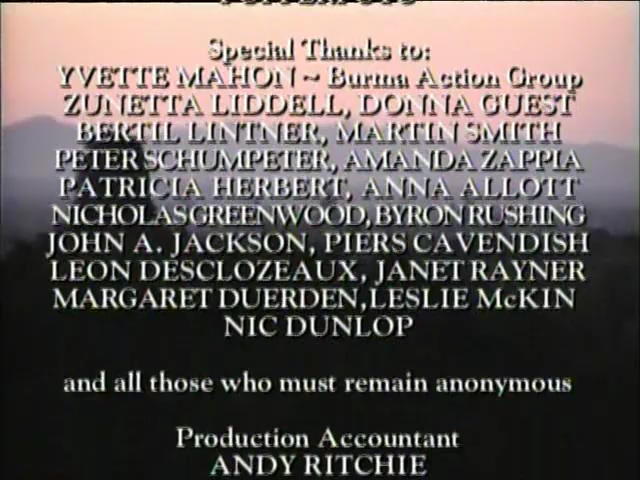 Special Thanks to:
YVETTE MAHON ~ Burma Action Group
ZUNETTA LIDDELL, DONNA GUEST
BERTIL LINTNER, MARTIN SMITH
PETER SCHUMPETER, AMANDA ZAPPIA
PATRICIA HERBERT, ANNA ALLOTT
NICHOLAS GREENWOOD, BYRON RUSHING
JOHN A. JACKSON, PIERS CAVENDISH
LEON DESCLOZEAUX, JANET RAYNER
MARGARET DUERDEN, LESLIE McKIN
NIC DUNLOP
and all those who must remain anonymous
Production Accountant
ANDY RITCHIE